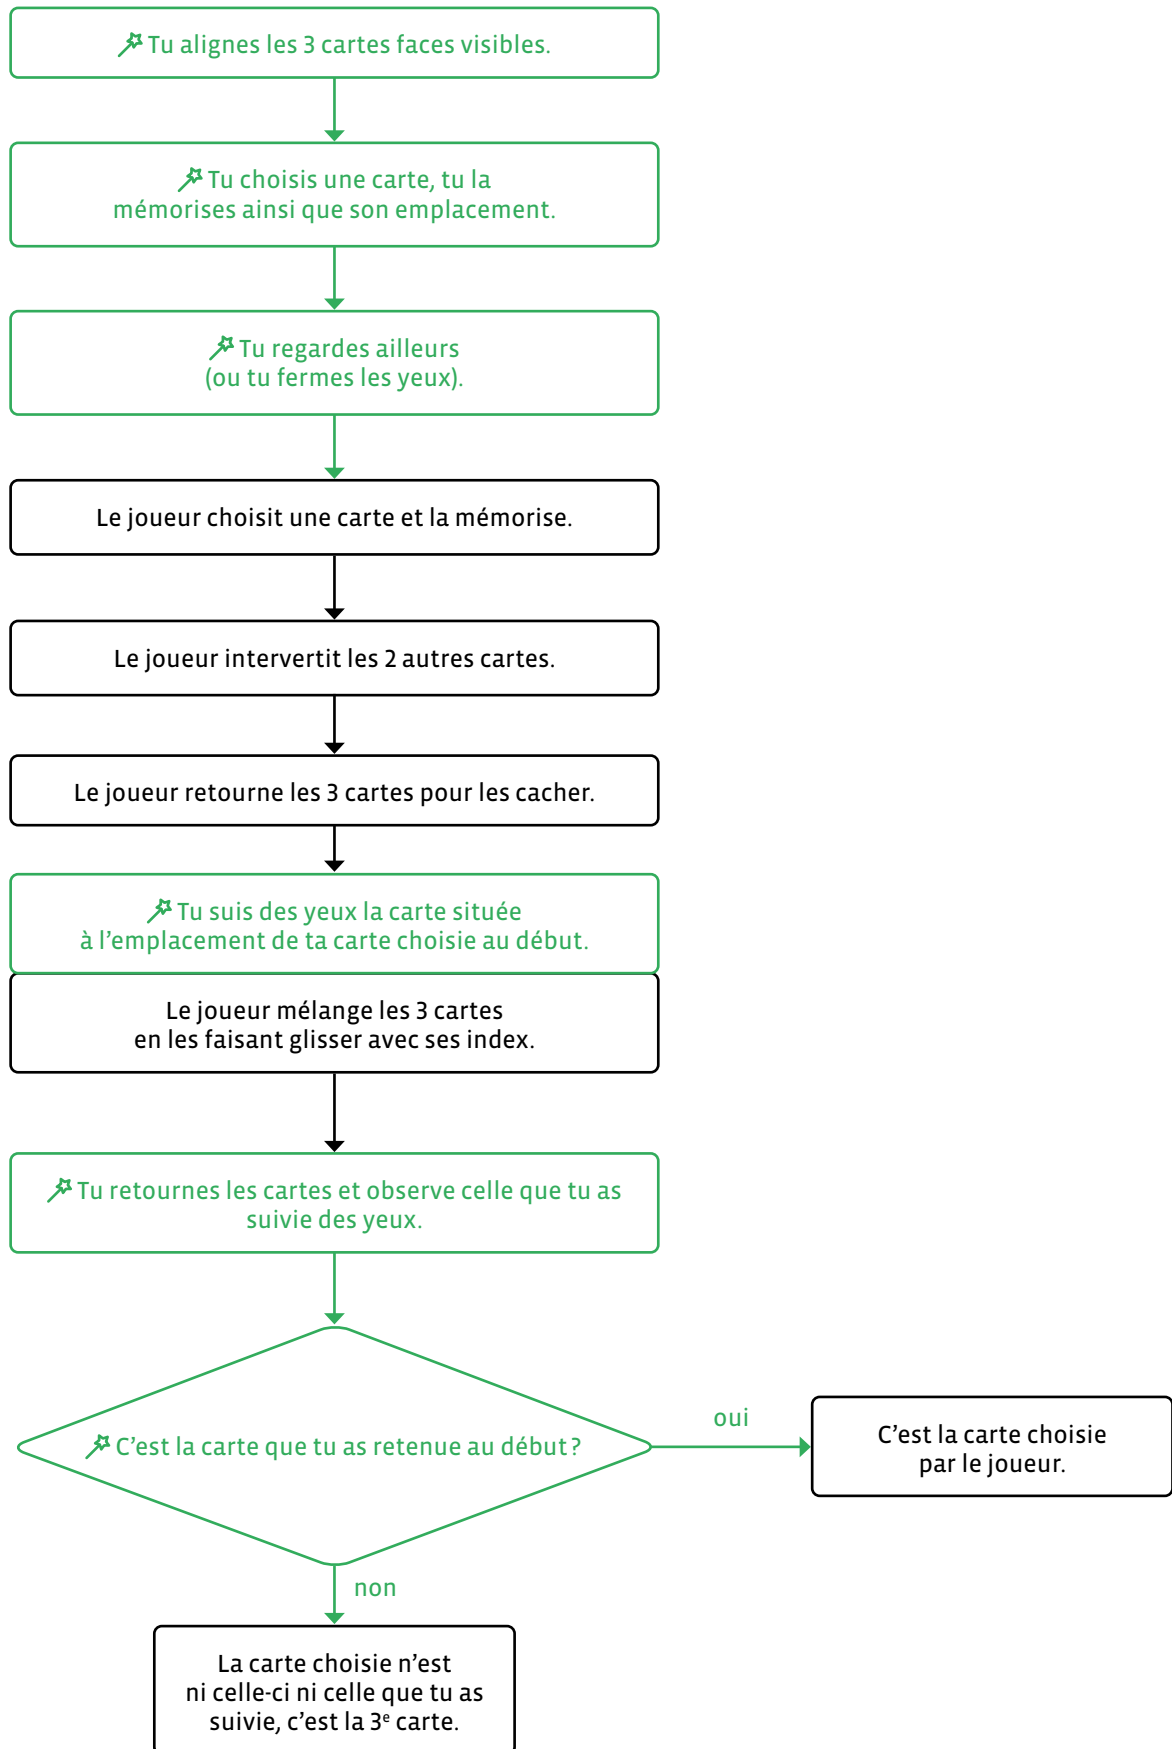 Tu alignes les 3 cartes faces visibles.
Tu choisis une carte, tu la
mémorises ainsi que son emplacement.
Tu regardes ailleurs
(ou tu fermes les yeux).
Le joueur choisit une carte et la mémorise.
Le joueur intervertit les 2 autres cartes.
Le joueur retourne les 3 cartes pour les cacher.
Tu suis des yeux la carte située
à l’emplacement de ta carte choisie au début.
Le joueur mélange les 3 cartes
en les faisant glisser avec ses index.
Tu retournes les cartes et observe celle que tu as
suivie des yeux.
C’est la carte que tu as retenue au début ?
oui
C’est la carte choisie
par le joueur.
non
La carte choisie n’est
ni celle-ci ni celle que tu as
suivie, c’est la 3ᵉ carte.